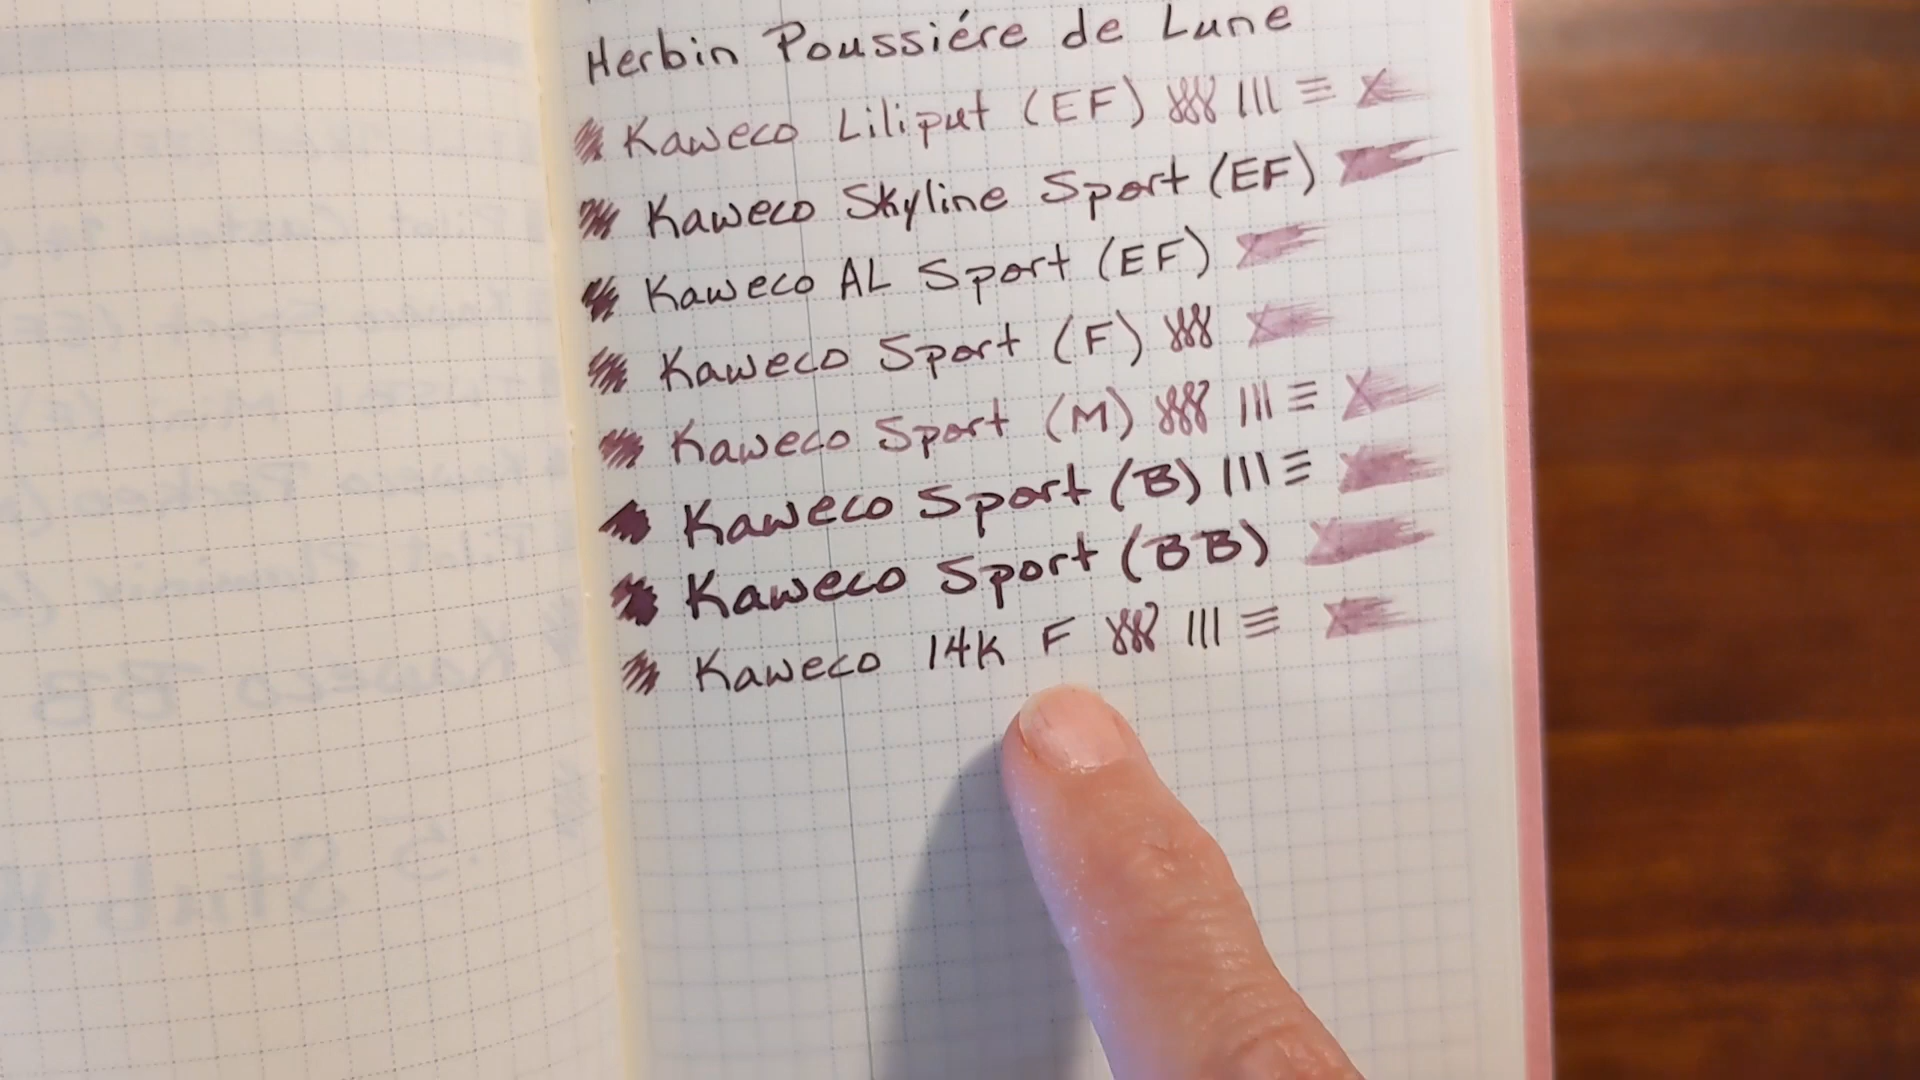 Herbin Poussiére de Lune
Kaweco Liliput (EF)
Kaweco Skyline Sport (EF)
Kaweco AL Sport (EF)
Kaweco Sport (F)
Kaweco Sport (M)
Kaweco Sport (B)
Kaweco Sport (BB)
Kaweco 14K F